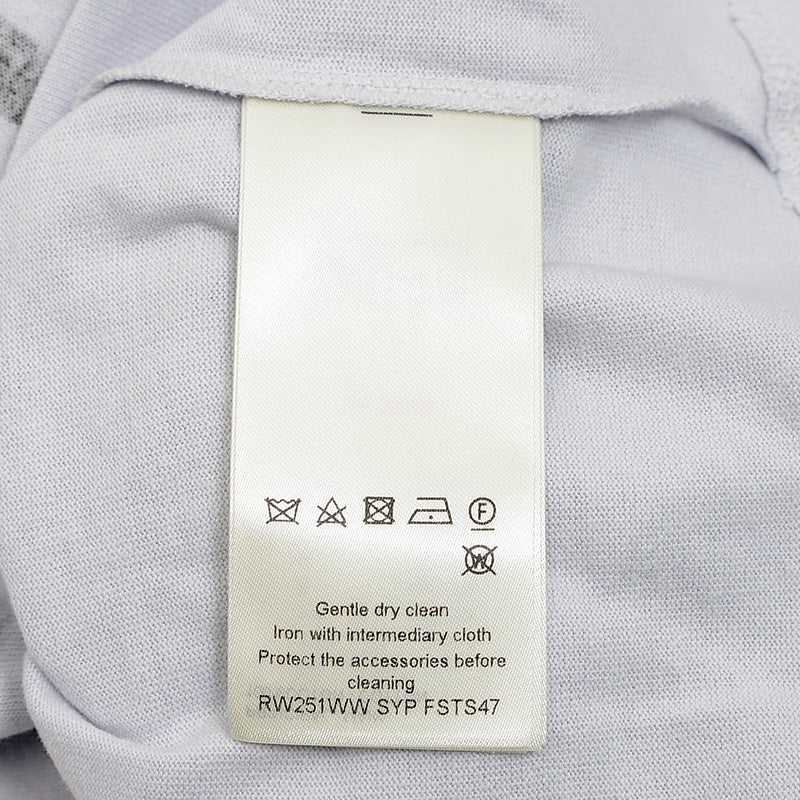 F
W
Gentle dry clean
Iron with intermediary cloth
Protect the accessories before
cleaning
RW251WW SYP FSTS47